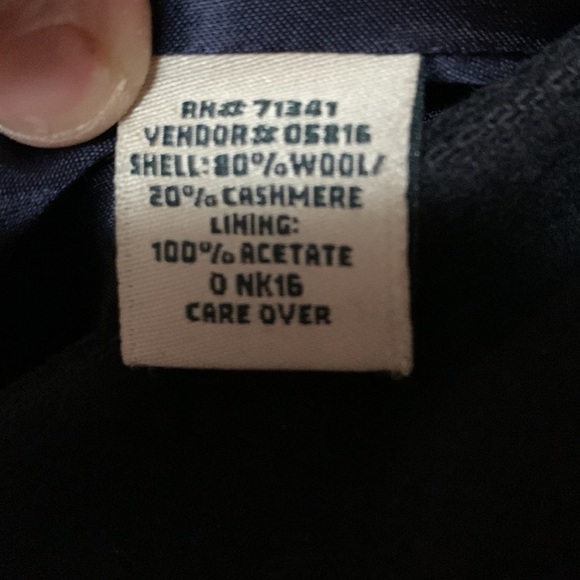 RN# 71341
VENDOR# 05816
SHELL: 80% WOOL/
20% CASHMERE
LINING:
100% ACETATE
0 NK16
CARE OVER